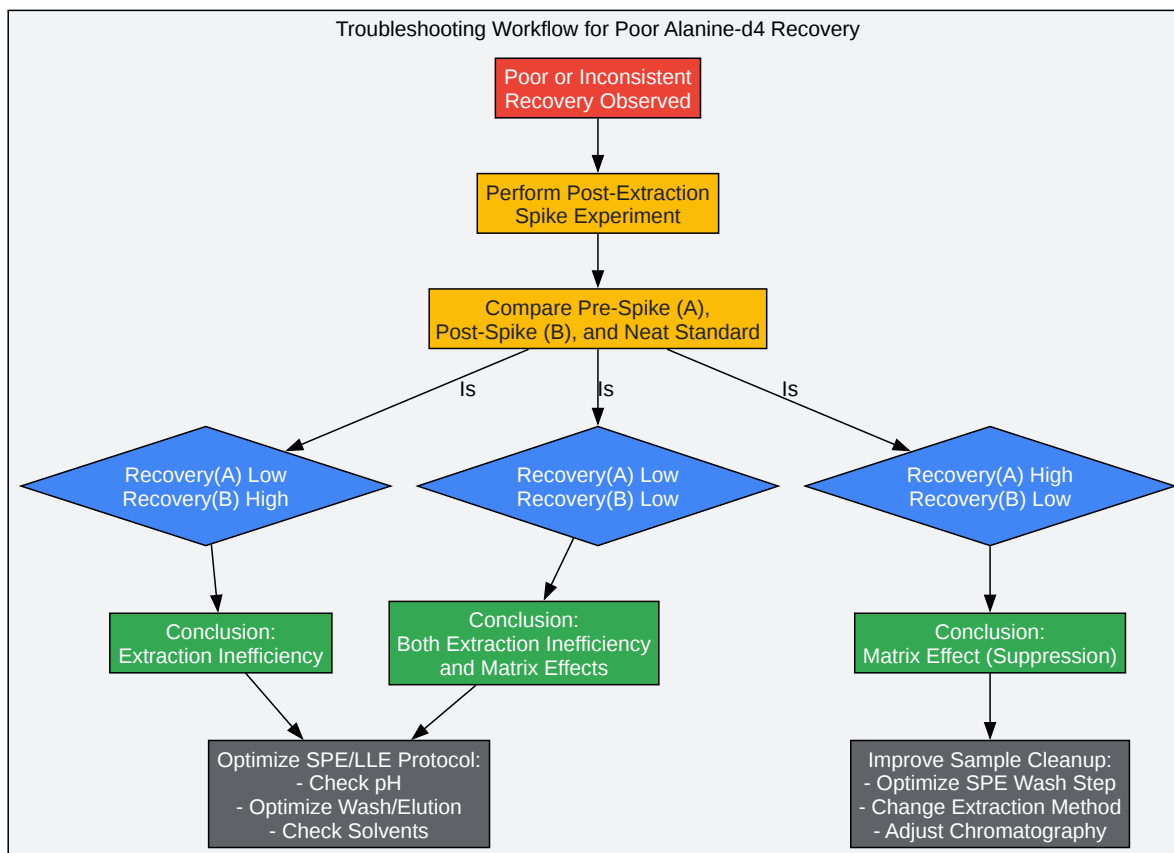 Troubleshooting Workflow for Poor Alanine-d4 Recovery
Poor or Inconsistent
Recovery Observed
Perform Post-Extraction
Spike Experiment
Compare Pre-Spike (A),
Post-Spike (B), and Neat Standard
Is
Is
Is
Recovery(A) Low
Recovery(B) High
Recovery(A) Low
Recovery(B) Low
Recovery(A) High
Recovery(B) Low
Conclusion:
Extraction Inefficiency
Conclusion:
Both Extraction Inefficiency
and Matrix Effects
Conclusion:
Matrix Effect (Suppression)
Optimize SPE/LLE Protocol:
- Check pH
- Optimize Wash/Elution
- Check Solvents
Improve Sample Cleanup:
- Optimize SPE Wash Step
- Change Extraction Method
- Adjust Chromatography